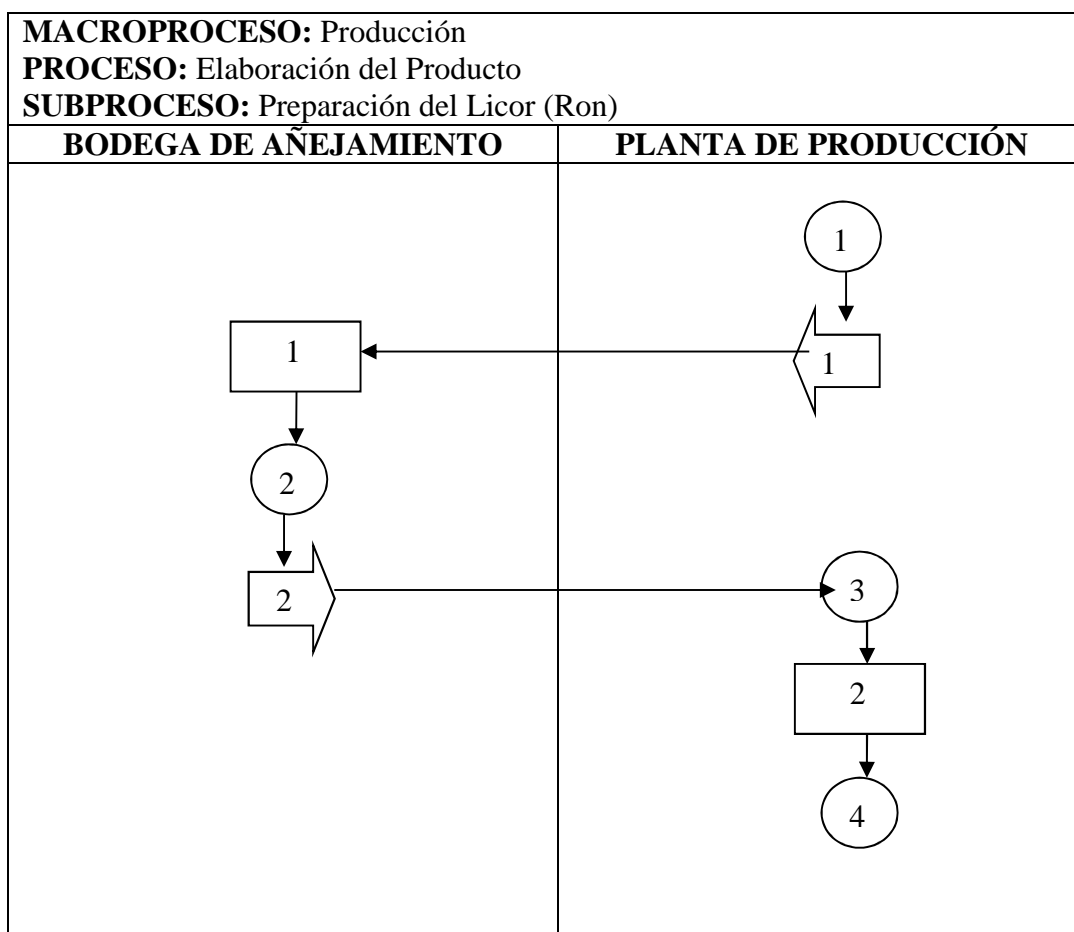 MACROPROCESO: Producción
PROCESO: Elaboración del Producto
SUBPROCESO: Preparación del Licor (Ron)
BODEGA DE AÑEJAMIENTO PLANTA DE PRODUCCIÓN
1
1 1
2
2 3
2
4